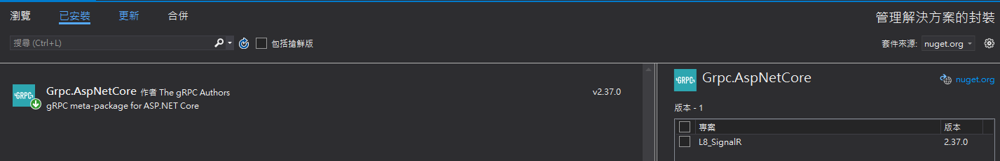 瀏覽 已安裝 更新 合併 管理解決方案的封裝
搜尋 (Ctrl+L) 包括搶鮮版 套件來源: nuget.org
GRPC Grpc.AspNetCore 作者 The gRPC Authors v2.37.0
gRPC meta-package for ASP.NET Core
GRPC Grpc.AspNetCore nuget.org
版本 - 1
專案 版本
L8_SignalR 2.37.0